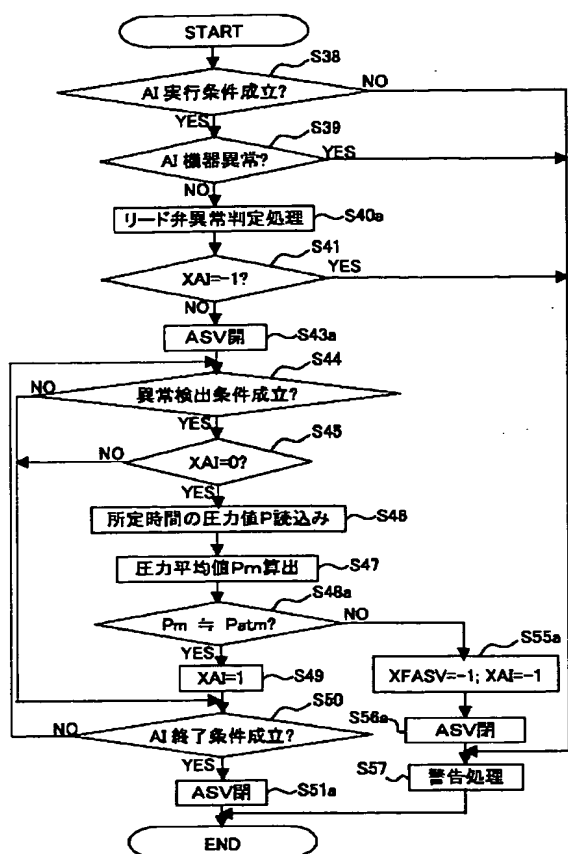 START
S38
AI 実行条件成立?
NO
YES
S39
AI 機器異常?
YES
NO
リード弁異常判定処理
S40a
S41
XAI=-1?
YES
NO
ASV開
S43a
S44
NO
異常検出条件成立?
YES
S45
NO
XAI=0?
YES
所定時間の圧力値P読込み
S46
圧力平均値Pm算出
S47
S48a
Pm ≒ Patm?
NO
YES
S55a
XFASV=-1; XAI=-1
XAI=1
S49
S50
S56a
ASV閉
NO
AI 終了条件成立?
YES
S57
警告処理
ASV閉
S51a
END